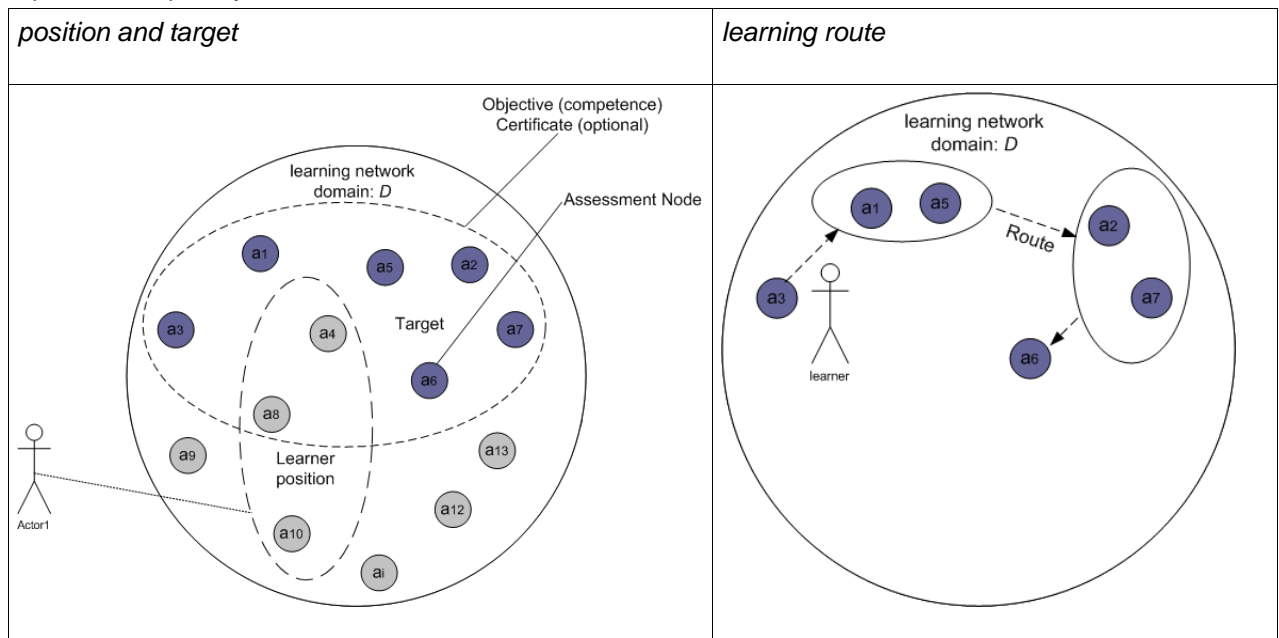 position and target
learning route
Objective (competence)
Certificate (optional)
learning network
domain: D
Assessment Node
a1
a5
a2
a3
a4
Target
a7
a6
a8
a9
Learner
position
a13
a12
a10
ai
Actor1
learning network
domain: D
a1
a5
a2
Route
a3
a7
a6
learner